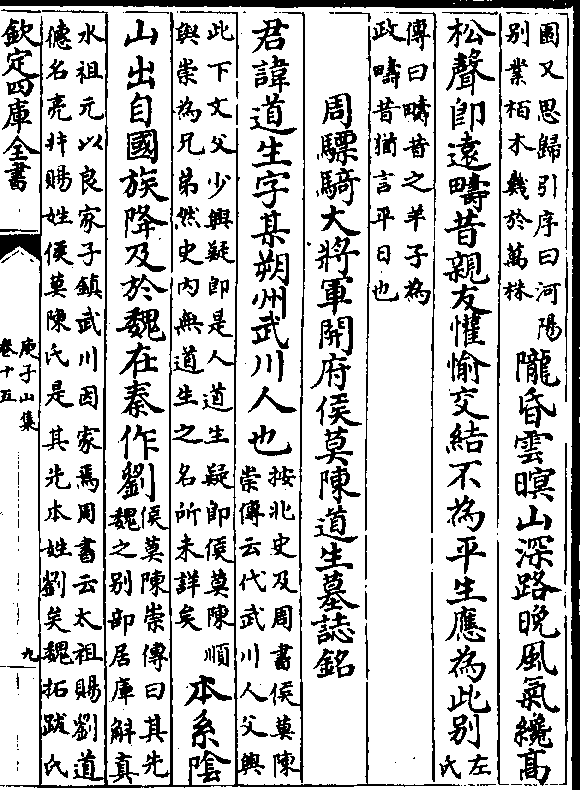 園又思歸引序曰河陽
別業栢木幾於萬株
隴昏雲暝山深路晚風氣纔高
松聲即遠疇昔親友懽愉交結不為平生應為此別
左氏
傳曰疇昔之羊子為
政疇昔猶言平日也
周驃騎大將軍開府侯莫陳道生墓誌銘
君諱道生字某朔州武川人也
按北史及周書侯莫陳
崇傳云代武川人父興
此下文父少興疑即是人道生疑即侯莫陳順
與崇為兄弟然史內無道生之名所未詳矣
本系陰
山出自國族降及於魏在秦作劉
侯莫陳崇傳曰其先
魏之別部居庫斛真
水祖元以良家子鎮武川因家焉周書云太祖賜劉道
德名亮幷賜姓侯莫陳氏是其先本姓劉矣魏拓跋氏
欽定四庫全書
庾子山集
卷十五
九